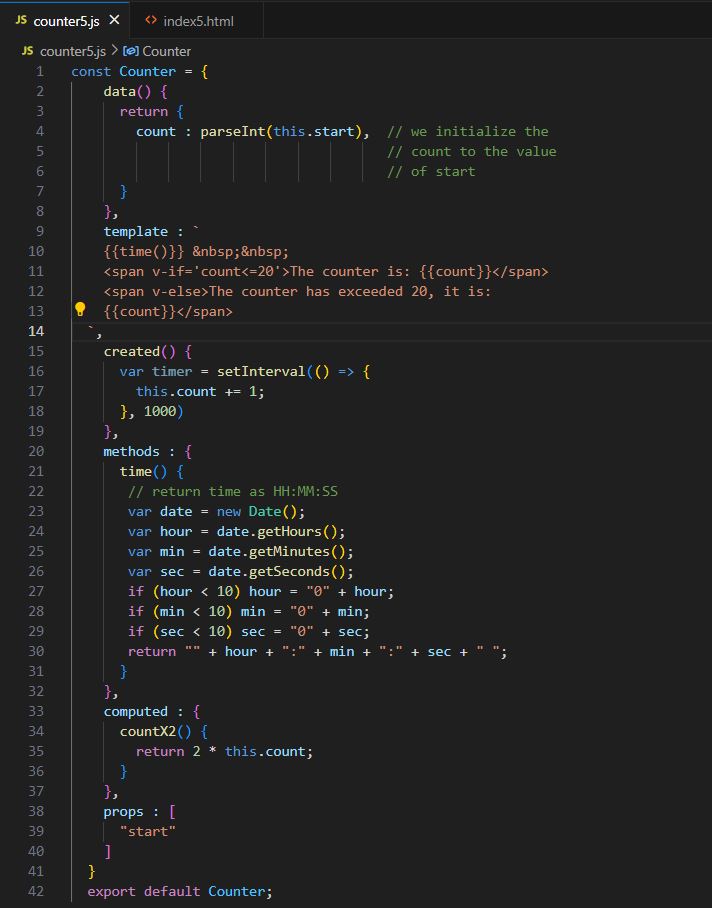 JS counter5.js ✕ <> index5.html
JS counter5.js > Counter
1 const Counter = {
2     data() {
3       return {
4         count : parseInt(this.start),  // we initialize the
5                                        // count to the value
6                                        // of start
7       }
8     },
9     template : `
10     {{time()}} &nbsp;&nbsp;
11     <span v-if='count<=20'>The counter is: {{count}}</span>
12     <span v-else>The counter has exceeded 20, it is:
13     {{count}}</span>
14   `,
15     created() {
16       var timer = setInterval(() => {
17         this.count += 1;
18       }, 1000)
19     },
20     methods : {
21       time() {
22        // return time as HH:MM:SS
23        var date = new Date();
24        var hour = date.getHours();
25        var min = date.getMinutes();
26        var sec = date.getSeconds();
27        if (hour < 10) hour = "0" + hour;
28        if (min < 10) min = "0" + min;
29        if (sec < 10) sec = "0" + sec;
30        return "" + hour + ":" + min + ":" + sec + " ";
31       }
32     },
33     computed : {
34       countX2() {
35         return 2 * this.count;
36       }
37     },
38     props : [
39       "start"
40     ]
41   }
42   export default Counter;